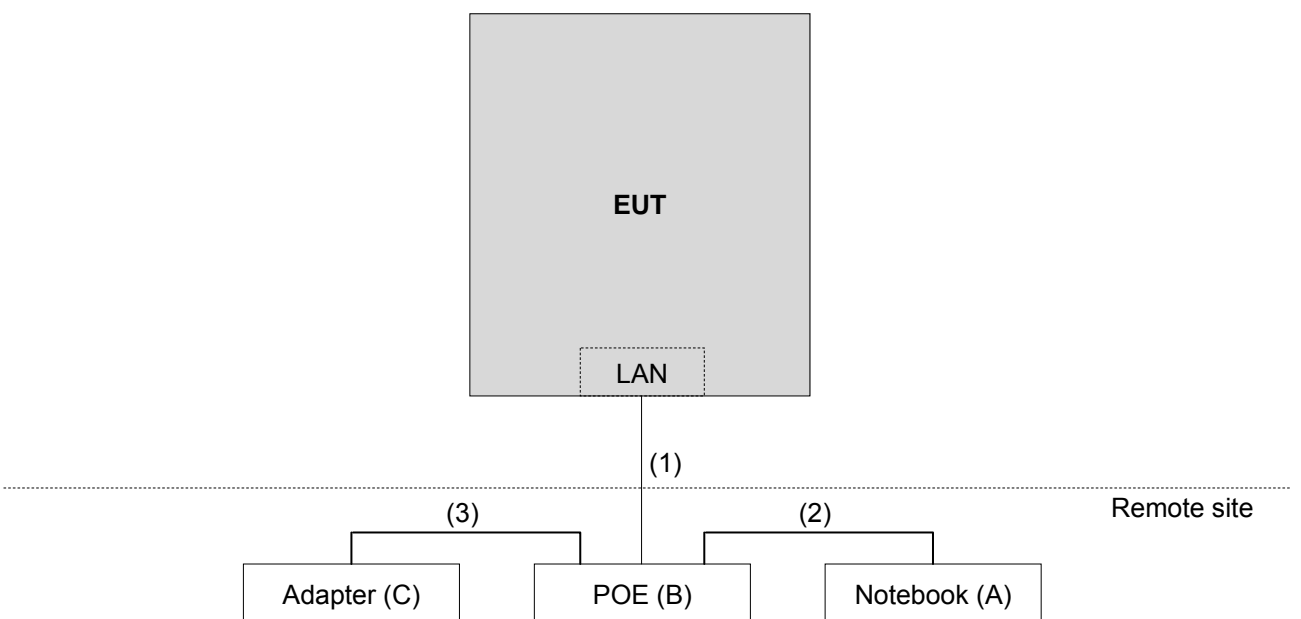 EUT
LAN
(1)
Remote site
(3)
(2)
Adapter (C)
POE (B)
Notebook (A)